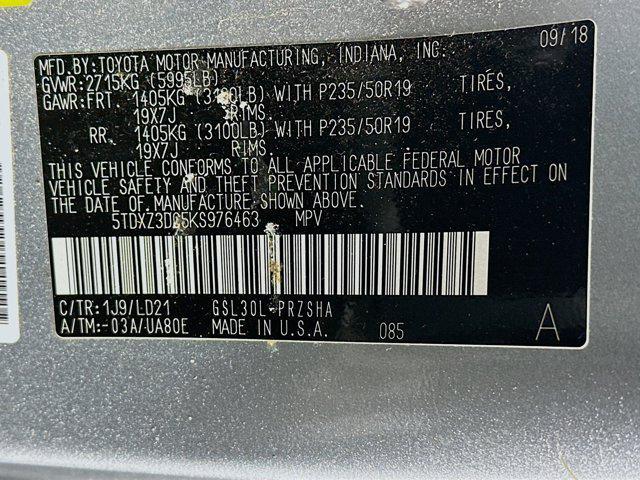 MFD.BY:TOYOTA MOTOR MANUFACTURING, INDIANA, INC. 09/18
GVWR:2715KG (5995LB)
GAWR:FRT. 1405KG (3100LB) WITH P235/50R19 TIRES,
19X7J RIMS.
RR. 1405KG (3100LB) WITH P235/50R19 TIRES,
19X7J RIMS.
THIS VEHICLE CONFORMS TO ALL APPLICABLE FEDERAL MOTOR
VEHICLE SAFETY AND THEFT PREVENTION STANDARDS IN EFFECT ON
THE DATE OF MANUFACTURE SHOWN ABOVE.
5TDXZ3DC5KS976463 MPV
C/TR:1J9/LD21 GSL30L-PRZSHA
A/TM:-03A/UA80E MADE IN U.S.A. 085 A